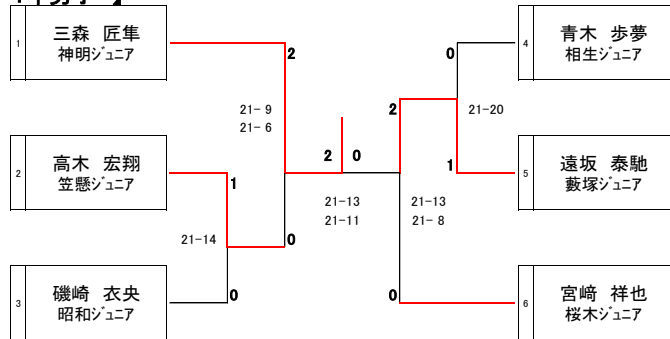 1
三森 匠隼
神明ジュニア
2
高木 宏翔
笠懸ジュニア
3
磯崎 衣央
昭和ジュニア
2
21-9
21-6
1
21-14
0
0
2 0
21-13
21-11
0
2
21-20
1
21-13
21-8
0
4
青木 歩夢
相生ジュニア
5
遠坂 泰馳
藪塚ジュニア
6
宮﨑 祥也
桜木ジュニア